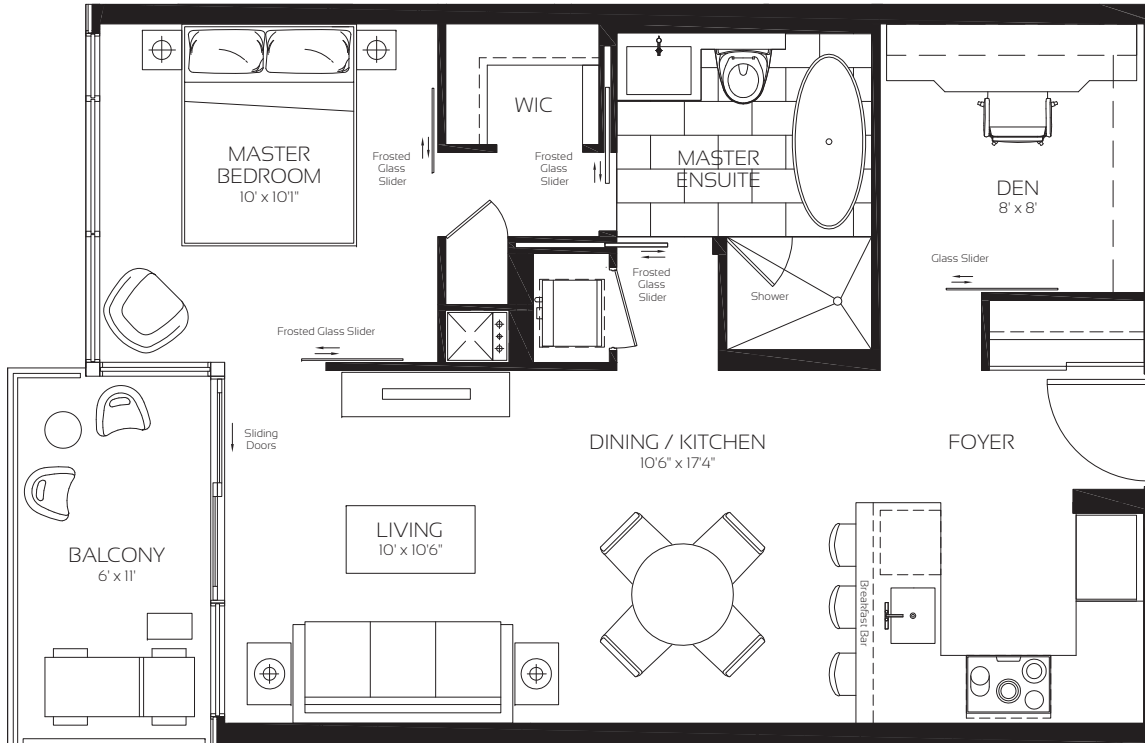 WIC
MASTER
BEDROOM
10' x 10'1"
Frosted
Glass
Slider
Frosted
Glass
Slider
MASTER
ENSUITE
DEN
8' x 8'
Glass Slider
Frosted
Glass
Slider
Shower
Frosted Glass Slider
Sliding
Doors
DINING / KITCHEN
10'6" x 17'4"
FOYER
LIVING
10' x 10'6"
BALCONY
6' x 11'
Breakfast Bar